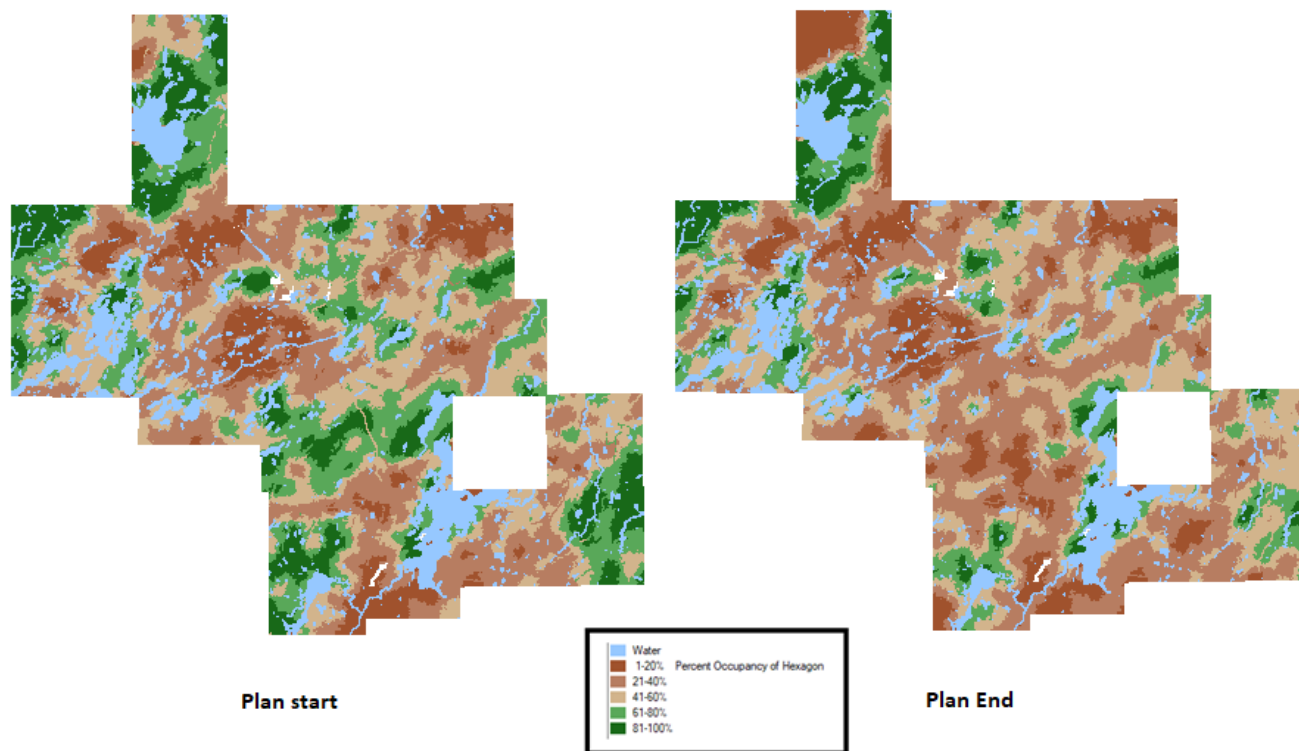 Water
1-20% Percent Occupancy of Hexagon
21-40%
41-60%
61-80%
81-100%
Plan start
Plan End